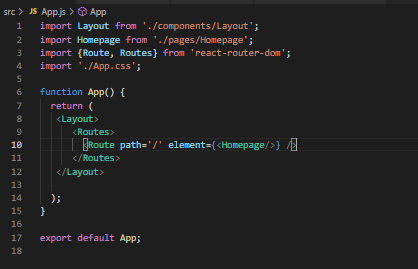 src > JS App.js > App
1 import Layout from './components/Layout';
2 import Homepage from './pages/Homepage';
3 import {Route, Routes} from 'react-router-dom';
4 import './App.css';
5
6 function App() {
7   return (
8    <Layout>
9       <Routes>
10         <Route path='/' element={<Homepage/>} />
11       </Routes>
12    </Layout>
13
14   );
15 }
16
17 export default App;
18